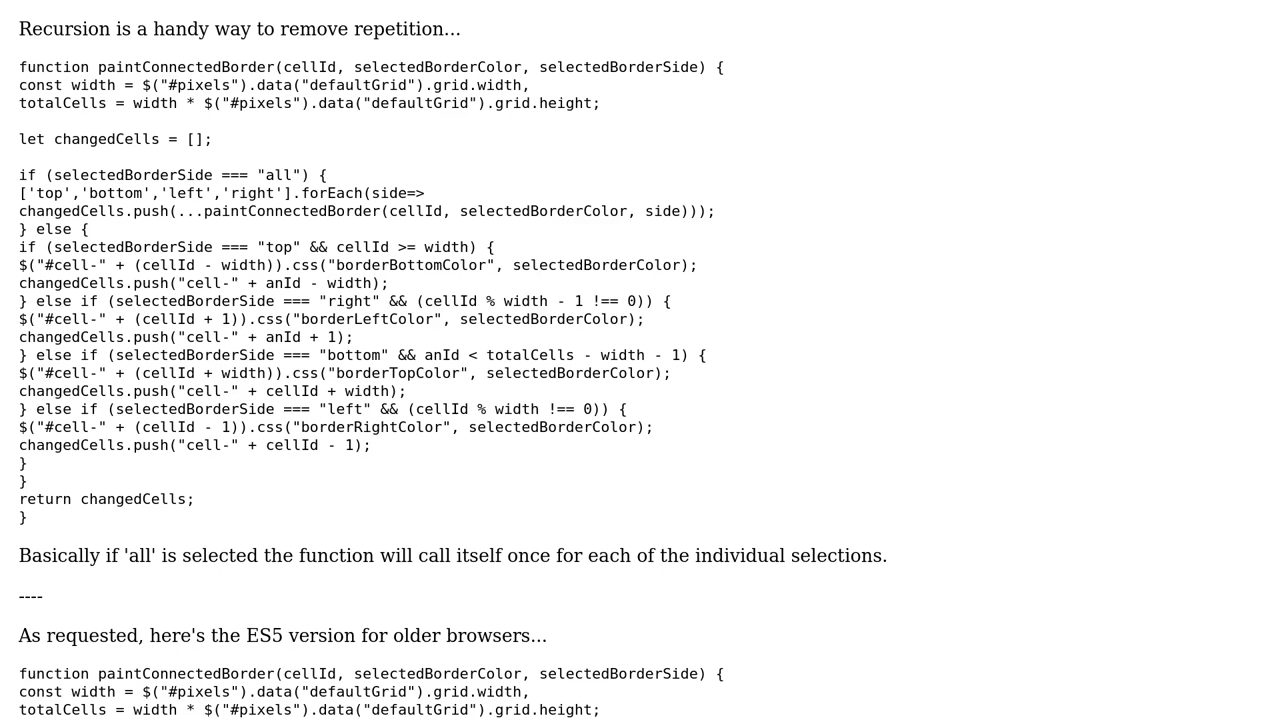 Recursion is a handy way to remove repetition...
function paintConnectedBorder(cellId, selectedBorderColor, selectedBorderSide) {
const width = $("#pixels").data("defaultGrid").grid.width,
totalCells = width * $("#pixels").data("defaultGrid").grid.height;
let changedCells = [];
if (selectedBorderSide === "all") {
['top','bottom','left','right'].forEach(side=>
changedCells.push(...paintConnectedBorder(cellId, selectedBorderColor, side)));
} else {
if (selectedBorderSide === "top" && cellId >= width) {
$("#cell-" + (cellId - width)).css("borderBottomColor", selectedBorderColor);
changedCells.push("cell-" + anId - width);
} else if (selectedBorderSide === "right" && (cellId % width - 1 !== 0)) {
$("#cell-" + (cellId + 1)).css("borderLeftColor", selectedBorderColor);
changedCells.push("cell-" + anId + 1);
} else if (selectedBorderSide === "bottom" && anId < totalCells - width - 1) {
$("#cell-" + (cellId + width)).css("borderTopColor", selectedBorderColor);
changedCells.push("cell-" + cellId + width);
} else if (selectedBorderSide === "left" && (cellId % width !== 0)) {
$("#cell-" + (cellId - 1)).css("borderRightColor", selectedBorderColor);
changedCells.push("cell-" + cellId - 1);
}
}
return changedCells;
}
Basically if 'all' is selected the function will call itself once for each of the individual selections.
----
As requested, here's the ES5 version for older browsers...
function paintConnectedBorder(cellId, selectedBorderColor, selectedBorderSide) {
const width = $("#pixels").data("defaultGrid").grid.width,
totalCells = width * $("#pixels").data("defaultGrid").grid.height;